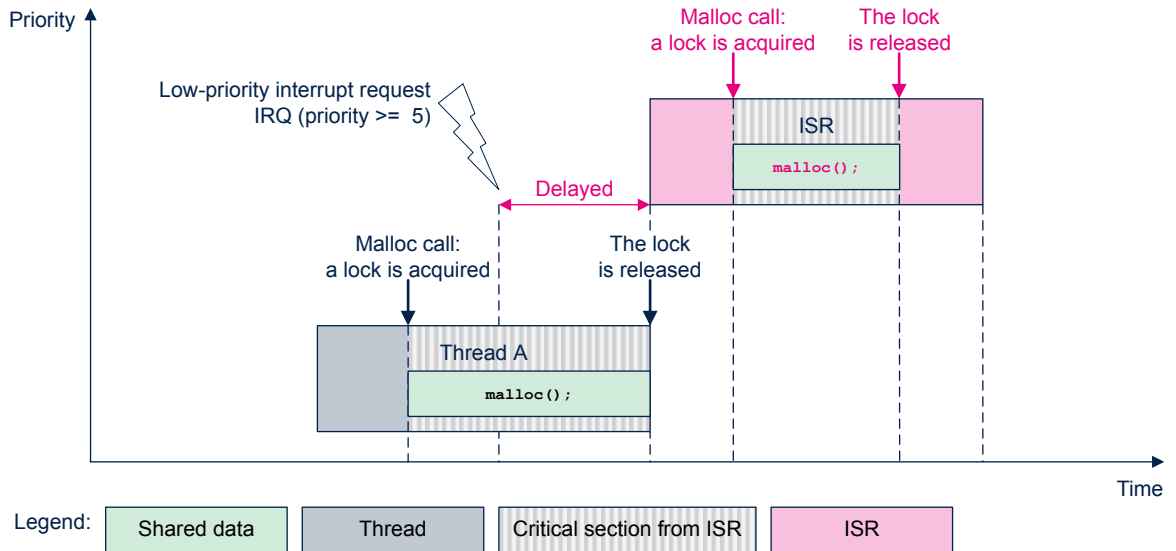 Priority
Malloc call:
a lock is acquired
The lock
is released
Low-priority interrupt request
IRQ (priority >= 5)
ISR
malloc();
Delayed
Malloc call:
a lock is acquired
The lock
is released
Thread A
malloc();
Time
Legend:
Shared data
Thread
Critical section from ISR
ISR